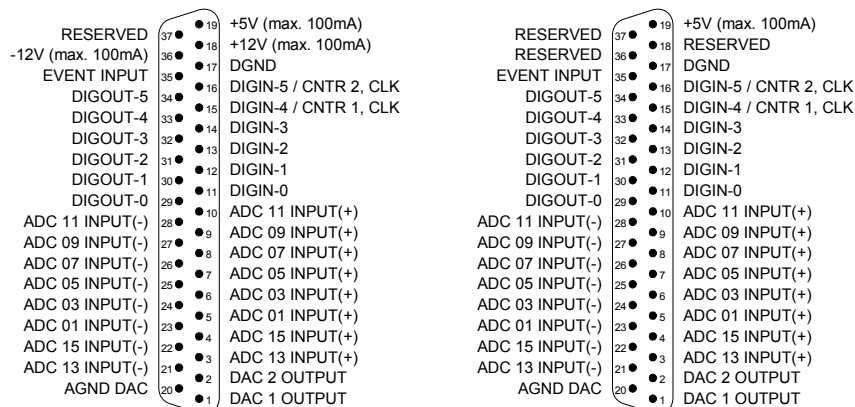 19 +5V (max. 100mA)
RESERVED 37
18 +12V (max. 100mA)
-12V (max. 100mA) 36
17 DGND
EVENT INPUT 35
16 DIGIN-5 / CNTR 2, CLK
DIGOUT-5 34
15 DIGIN-4 / CNTR 1, CLK
DIGOUT-4 33
14 DIGIN-3
DIGOUT-3 32
13 DIGIN-2
DIGOUT-2 31
12 DIGIN-1
DIGOUT-1 30
11 DIGIN-0
DIGOUT-0 29
10 ADC 11 INPUT(+)
ADC 11 INPUT(-) 28
9 ADC 09 INPUT(+)
ADC 09 INPUT(-) 27
8 ADC 07 INPUT(+)
ADC 07 INPUT(-) 26
7 ADC 05 INPUT(+)
ADC 05 INPUT(-) 25
6 ADC 03 INPUT(+)
ADC 03 INPUT(-) 24
5 ADC 01 INPUT(+)
ADC 01 INPUT(-) 23
4 ADC 15 INPUT(+)
ADC 15 INPUT(-) 22
3 ADC 13 INPUT(+)
ADC 13 INPUT(-) 21
2 DAC 2 OUTPUT
AGND DAC 20
1 DAC 1 OUTPUT
19 +5V (max. 100mA)
RESERVED 37
18 RESERVED
RESERVED 36
17 DGND
EVENT INPUT 35
16 DIGIN-5 / CNTR 2, CLK
DIGOUT-5 34
15 DIGIN-4 / CNTR 1, CLK
DIGOUT-4 33
14 DIGIN-3
DIGOUT-3 32
13 DIGIN-2
DIGOUT-2 31
12 DIGIN-1
DIGOUT-1 30
11 DIGIN-0
DIGOUT-0 29
10 ADC 11 INPUT(+)
ADC 11 INPUT(-) 28
9 ADC 09 INPUT(+)
ADC 09 INPUT(-) 27
8 ADC 07 INPUT(+)
ADC 07 INPUT(-) 26
7 ADC 05 INPUT(+)
ADC 05 INPUT(-) 25
6 ADC 03 INPUT(+)
ADC 03 INPUT(-) 24
5 ADC 01 INPUT(+)
ADC 01 INPUT(-) 23
4 ADC 15 INPUT(+)
ADC 15 INPUT(-) 22
3 ADC 13 INPUT(+)
ADC 13 INPUT(-) 21
2 DAC 2 OUTPUT
AGND DAC 20
1 DAC 1 OUTPUT